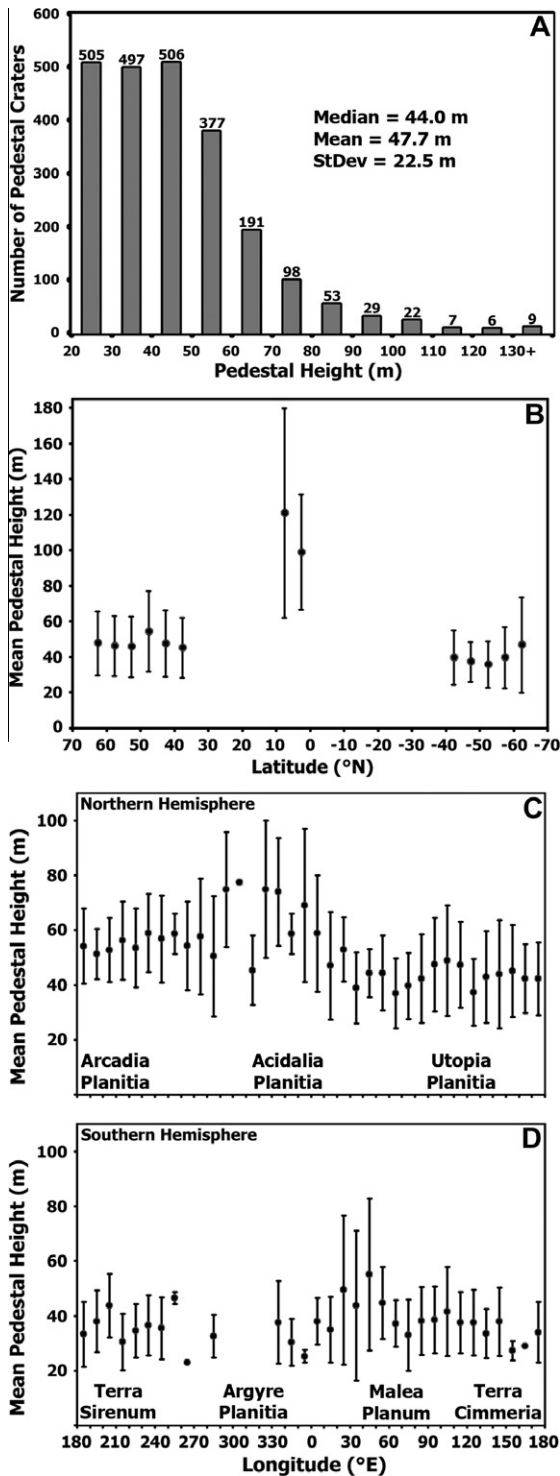 A
600
500
400
300
200
100
0
Number of Pedestal Craters
505 497 506 377 191 98 53 29 22 7 6 9
Median = 44.0 m
Mean = 47.7 m
StDev = 22.5 m
20 30 40 50 60 70 80 90 100 110 120 130+
Pedestal Height (m)
B
180
160
140
120
100
80
60
40
20
0
Mean Pedestal Height (m)
70 60 50 40 30 20 10 0 -10 -20 -30 -40 -50 -60 -70
Latitude (°N)
Northern Hemisphere
C
100
80
60
40
20
Mean Pedestal Height (m)
Arcadia Acidalia Utopia
Planitia Planitia Planitia
Southern Hemisphere
D
100
80
60
40
20
0
Mean Pedestal Height (m)
Terra Argyre Malea Terra
Sirenum Planitia Planum Cimmeria
180 210 240 270 300 330 0 30 60 90 120 150 180
Longitude (°E)